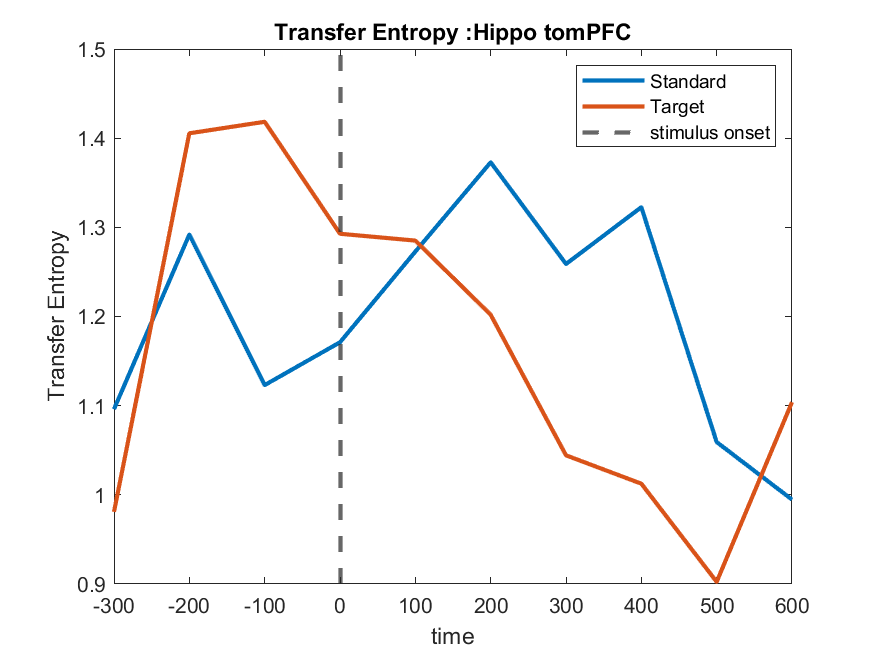 Transfer Entropy :Hippo tomPFC
1.5
1.4
1.3
1.2
1.1
1
0.9
Transfer Entropy
Standard
Target
stimulus onset
-300 -200 -100 0 100 200 300 400 500 600
time